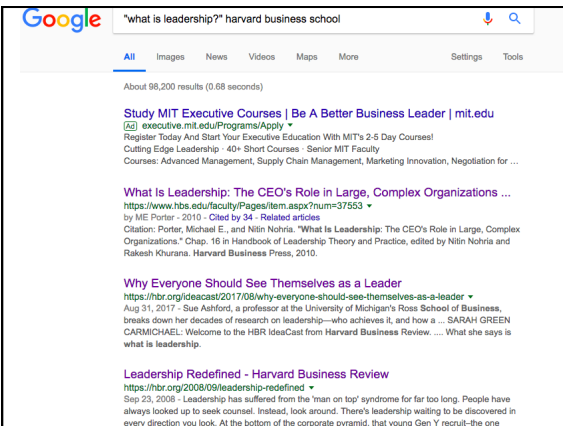 Google
"what is leadership?" harvard business school
All Images News Videos Maps More Settings Tools
About 98,200 results (0.68 seconds)
Study MIT Executive Courses | Be A Better Business Leader | mit.edu
Ad executive.mit.edu/Programs/Apply
Register Today And Start Your Executive Education With MIT's 2-5 Day Courses!
Cutting Edge Leadership · 40+ Short Courses · Senior MIT Faculty
Courses: Advanced Management, Supply Chain Management, Marketing Innovation, Negotiation for ...
What Is Leadership: The CEO's Role in Large, Complex Organizations ...
https://www.hbs.edu/faculty/Pages/item.aspx?num=37553
by ME Porter - 2010 - Cited by 34 - Related articles
Citation: Porter, Michael E., and Nitin Nohria. "What Is Leadership: The CEO's Role in Large, Complex
Organizations." Chap. 16 in Handbook of Leadership Theory and Practice, edited by Nitin Nohria and
Rakesh Khurana. Harvard Business Press, 2010.
Why Everyone Should See Themselves as a Leader
https://hbr.org/ideacast/2017/08/why-everyone-should-see-themselves-as-a-leader
Aug 31, 2017 - Sue Ashford, a professor at the University of Michigan's Ross School of Business,
breaks down her decades of research on leadership—who achieves it, and how a ... SARAH GREEN
CARMICHAEL: Welcome to the HBR IdeaCast from Harvard Business Review. .... What she says is
what is leadership.
Leadership Redefined - Harvard Business Review
https://hbr.org/2008/09/leadership-redefined
Sep 23, 2008 - Leadership has suffered from the 'man on top' syndrome for far too long. People have
always looked up to seek counsel. Instead, look around. There's leadership waiting to be discovered in
every direction you look. At the bottom of the corporate pyramid, that young Gen Y recruit–the one